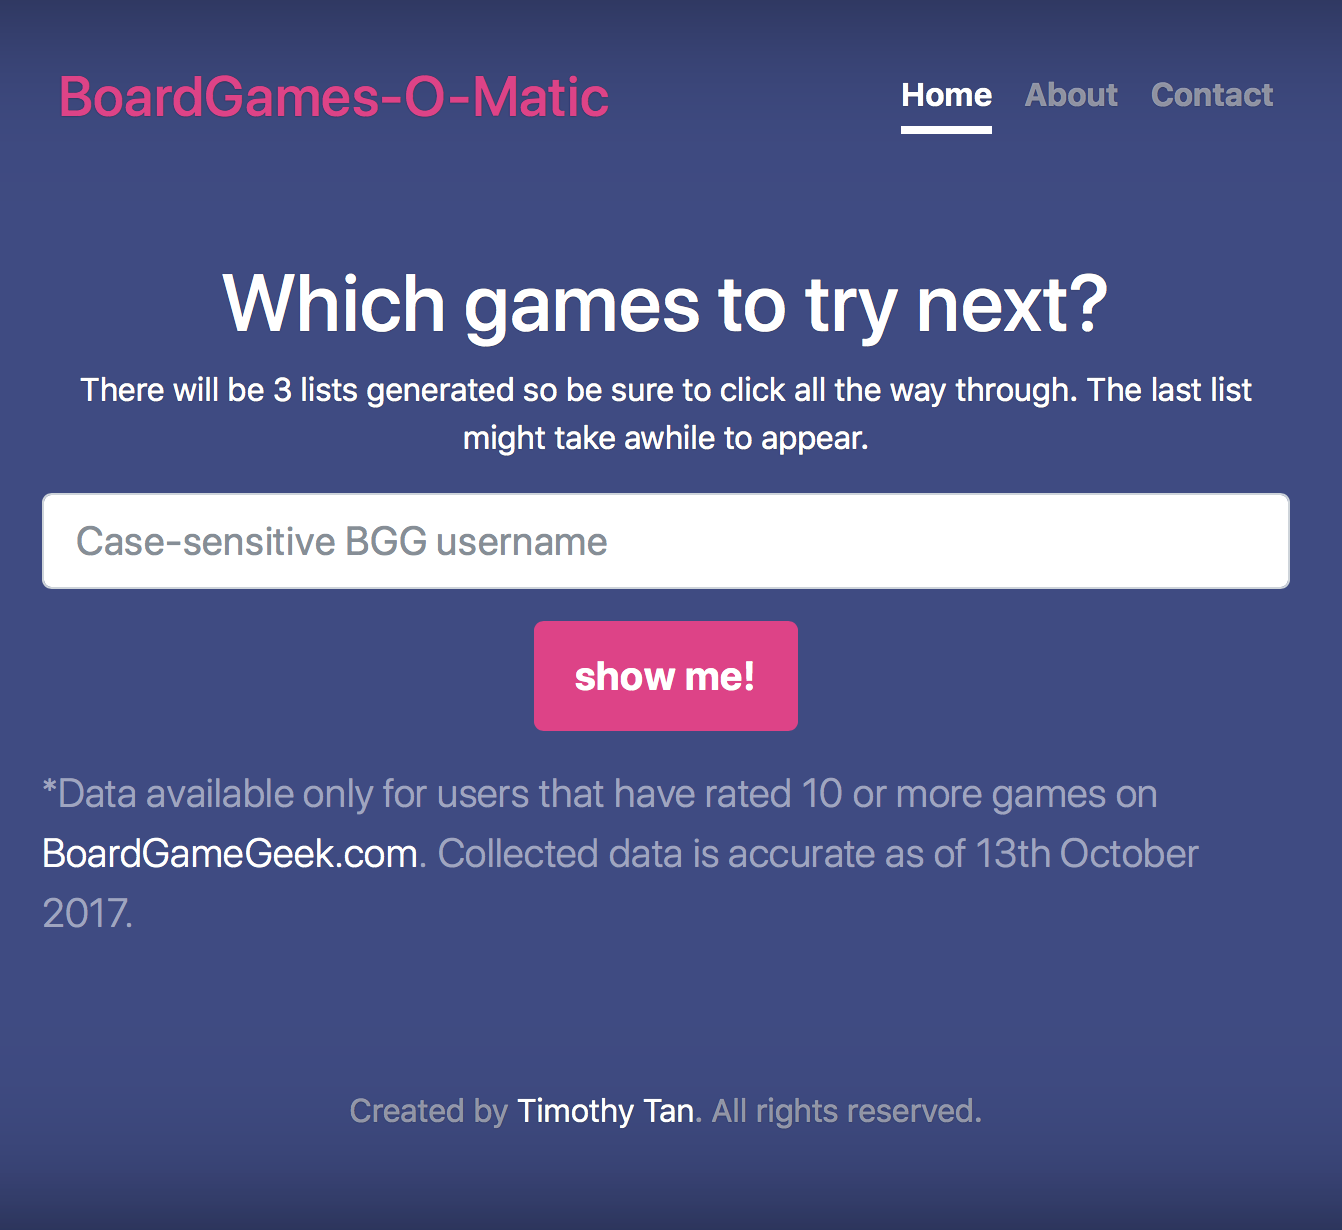 BoardGames-O-Matic
Home About Contact
Which games to try next?
There will be 3 lists generated so be sure to click all the way through. The last list
might take awhile to appear.
Case-sensitive BGG username
show me!
*Data available only for users that have rated 10 or more games on
BoardGameGeek.com. Collected data is accurate as of 13th October
2017.
Created by Timothy Tan. All rights reserved.